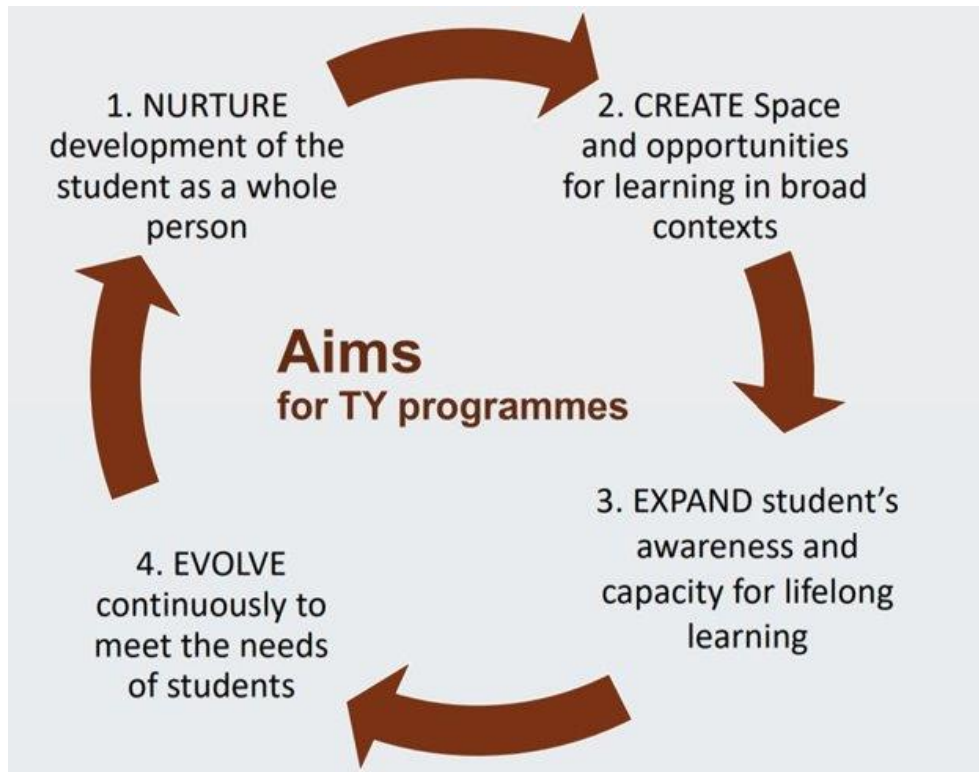 1. NURTURE
development of the
student as a whole
person
2. CREATE Space
and opportunities
for learning in broad
contexts
Aims
for TY programmes
3. EXPAND student's
awareness and
capacity for lifelong
learning
4. EVOLVE
continuously to
meet the needs
of students